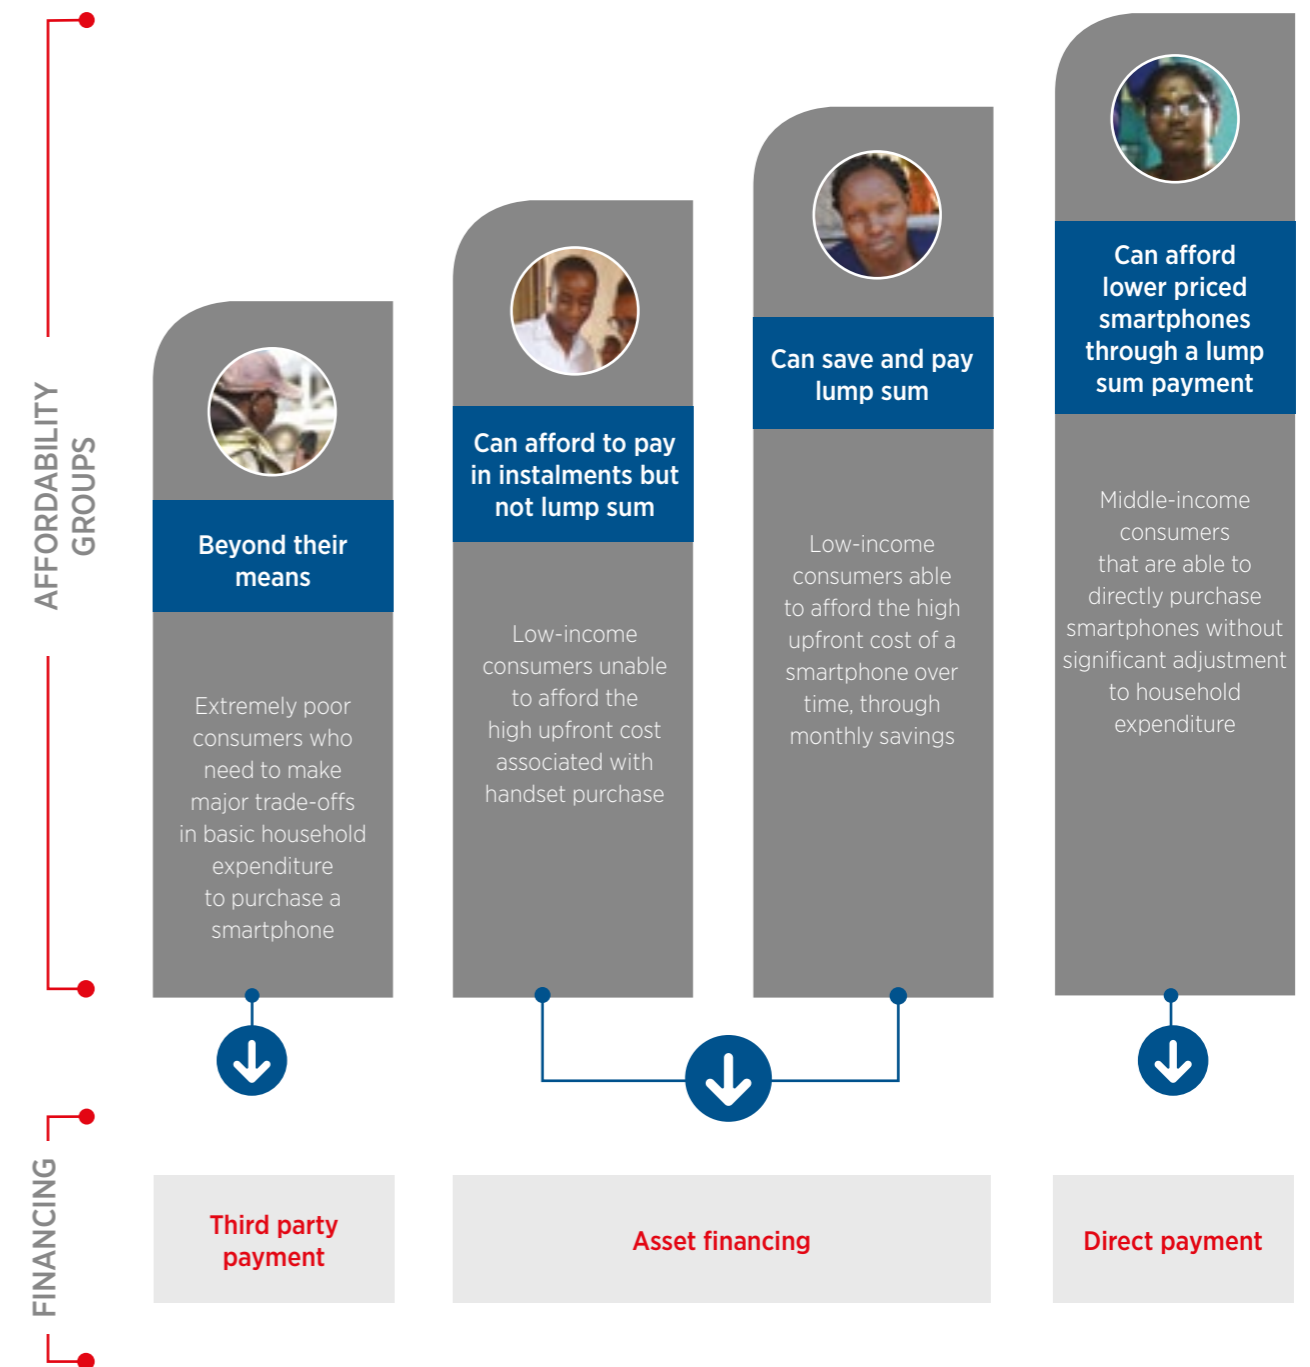 AFFORDABILITY
GROUPS
Beyond their
means
Extremely poor
consumers who
need to make
major trade-offs
in basic household
expenditure
to purchase a
smartphone
Can afford to pay
in instalments but
not lump sum
Low-income
consumers unable
to afford the
high upfront cost
associated with
handset purchase
Can save and pay
lump sum
Low-income
consumers able
to afford the high
upfront cost of a
smartphone over
time, through
monthly savings
Can afford
lower priced
smartphones
through a lump
sum payment
Middle-income
consumers
that are able to
directly purchase
smartphones without
significant adjustment
to household
expenditure
FINANCING
Third party
payment
Asset financing
Direct payment